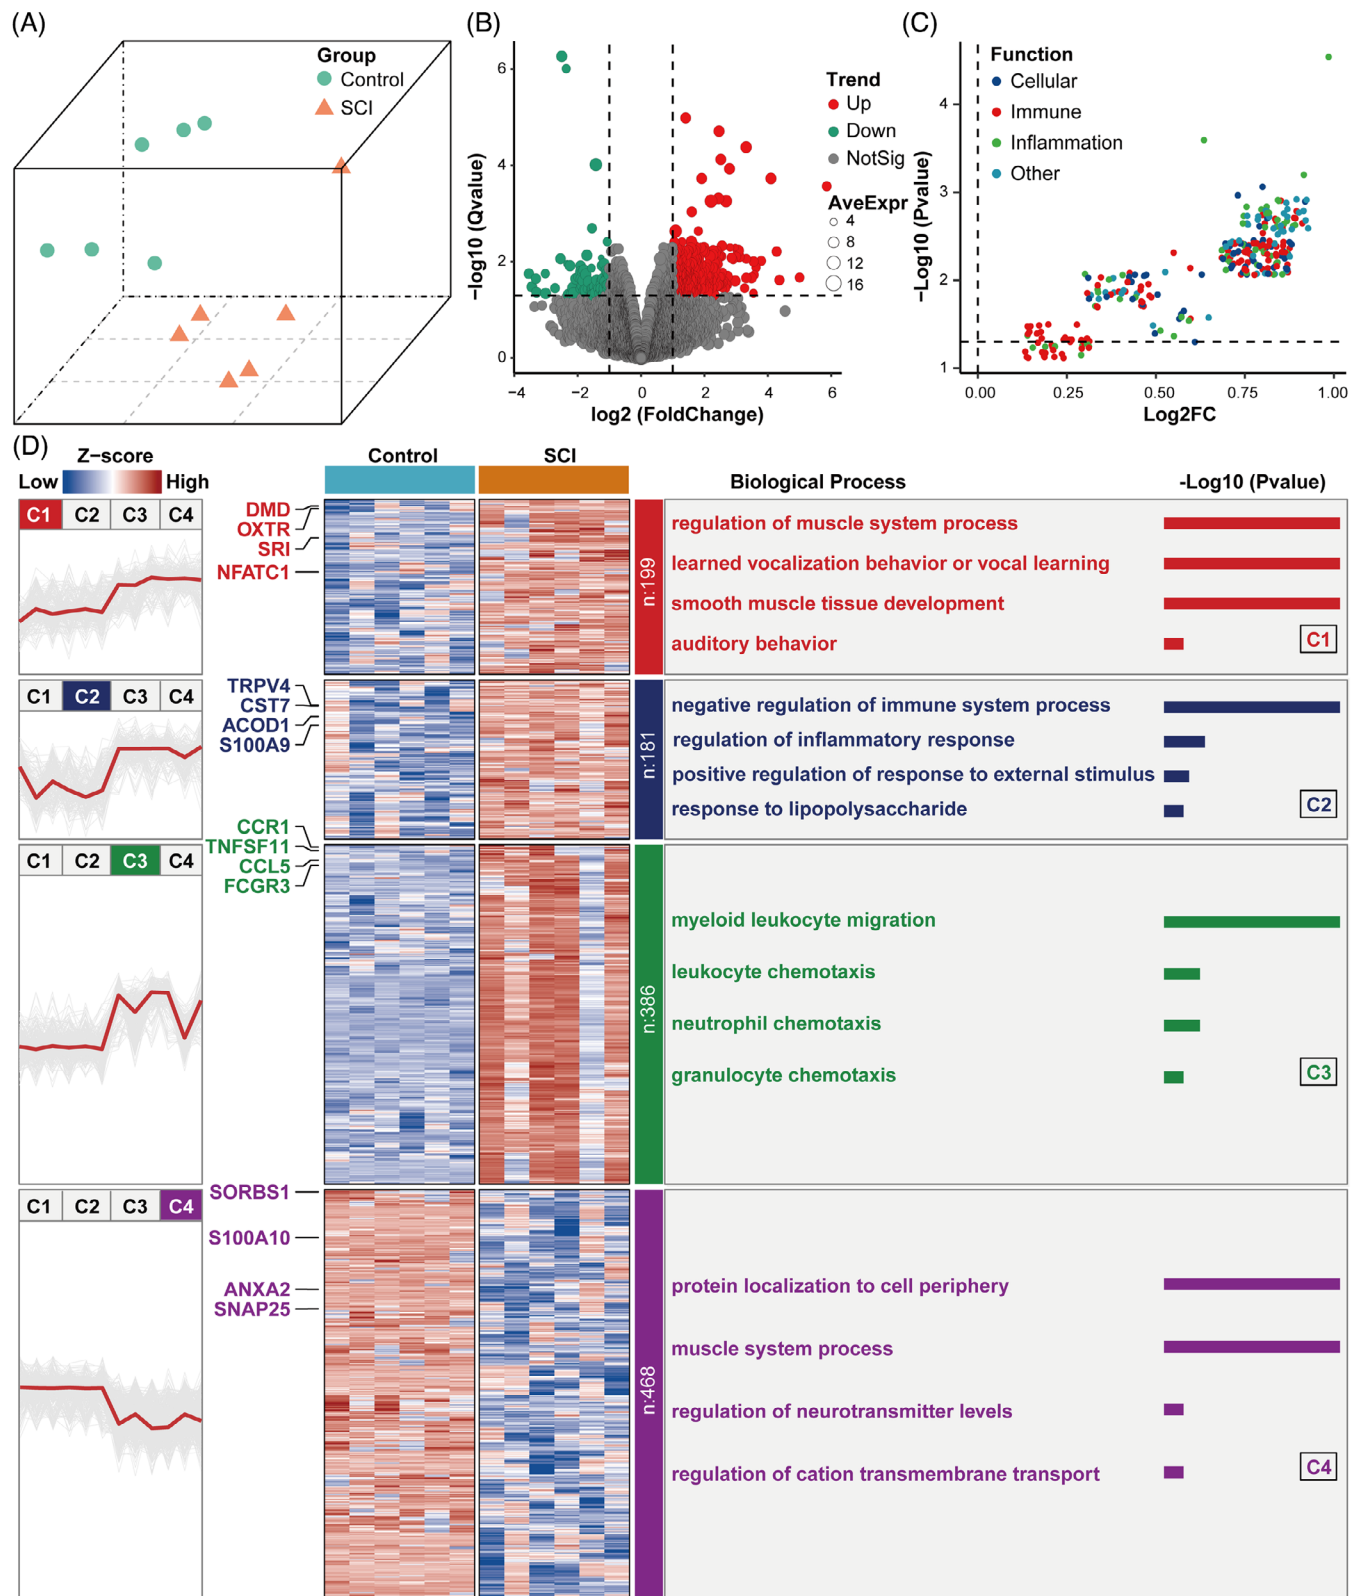 (A)
Group
Control
SCI
(B)
6
4
2
0
−4
−2
0
2
4
6
−log10 (Qvalue)
log2 (FoldChange)
Trend
Up
Down
NotSig
AveExpr
4
8
12
16
(C)
Function
Cellular
Immune
Inflammation
Other
4
3
2
1
0.00
0.25
0.50
0.75
1.00
−Log10 (Pvalue)
Log2FC
(D)
Z−score
Low
High
Control
SCI
Biological Process
-Log10 (Pvalue)
C1 C2 C3 C4
DMD
OXTR
SRI
NFATC1
n:199
regulation of muscle system process
learned vocalization behavior or vocal learning
smooth muscle tissue development
auditory behavior
C1
C1 C2 C3 C4
TRPV4
CST7
ACOD1
S100A9
n:181
negative regulation of immune system process
regulation of inflammatory response
positive regulation of response to external stimulus
response to lipopolysaccharide
C2
C1 C2 C3 C4
CCR1
TNFSF11
CCL5
FCGR3
n:386
myeloid leukocyte migration
leukocyte chemotaxis
neutrophil chemotaxis
granulocyte chemotaxis
C3
C1 C2 C3 C4
SORBS1
S100A10
ANXA2
SNAP25
n:468
protein localization to cell periphery
muscle system process
regulation of neurotransmitter levels
regulation of cation transmembrane transport
C4